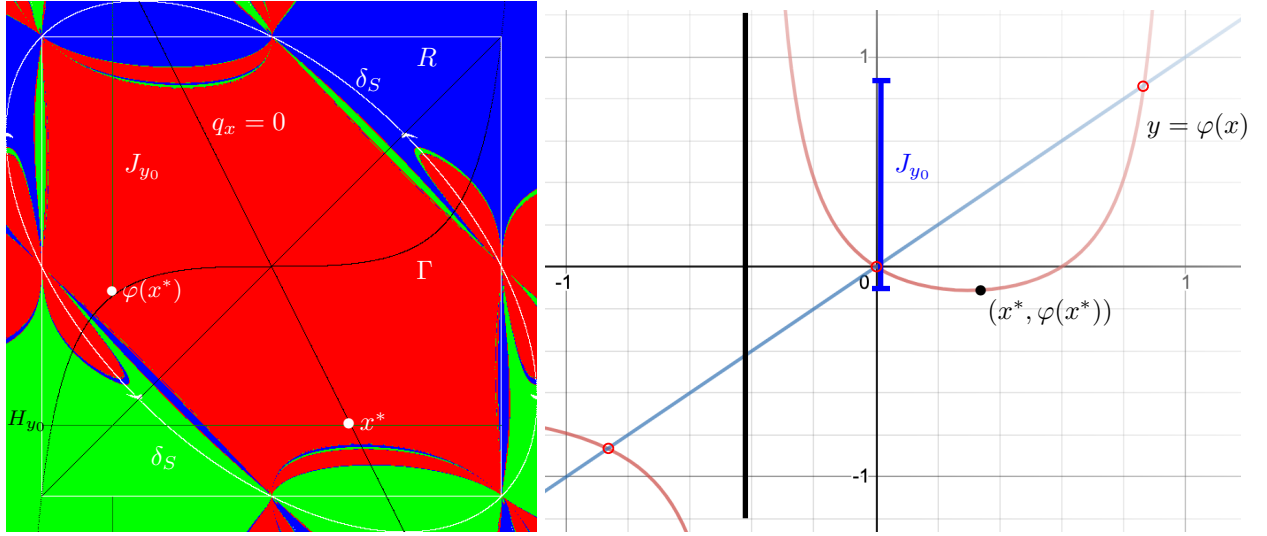 R
δ_S
q_x = 0
J_{y_0}
Γ
φ(x*)
H_{y_0}
x*
δ_S
1
y = φ(x)
J_{y_0}
-1
0
1
(x*, φ(x*))
-1